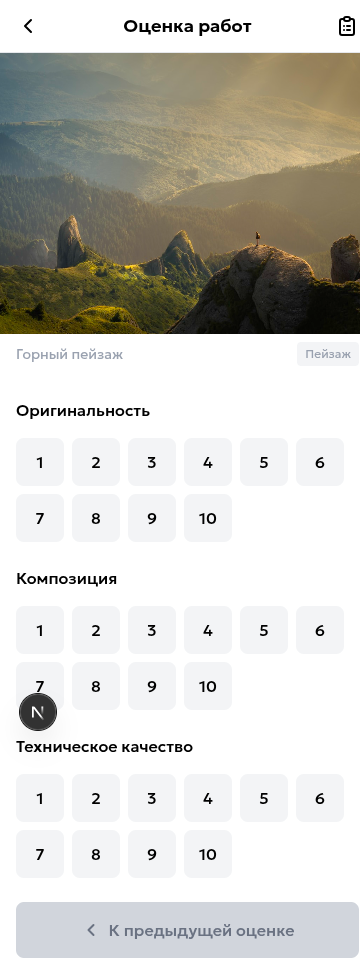 Оценка работ
Горный пейзаж
Пейзаж
Оригинальность
1 2 3 4 5 6
7 8 9 10
Композиция
1 2 3 4 5 6
7 8 9 10
N
Техническое качество
1 2 3 4 5 6
7 8 9 10
К предыдущей оценке